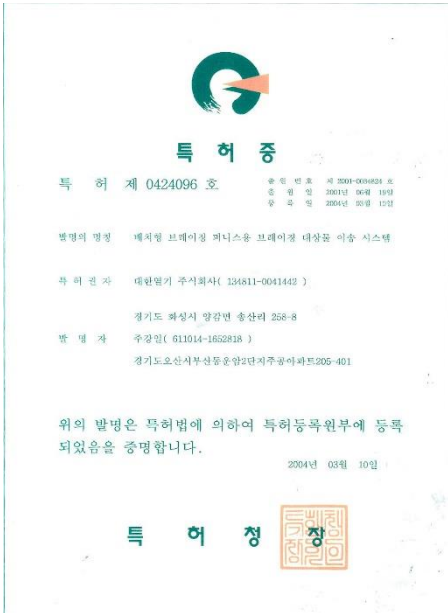 특허증
특 허 제 0424096 호
출 원 번 호 제 2001-0034824 호
출 원 일 2001년 06월 19일
등 록 일 2004년 03월
발명의 명칭 배치형 브레이징 퍼니스용 브레이징 대상물 이송 시스템
특 허 권 자 대한열기 주식회사( 134811-0041442 )
경기도 화성시 양감면 송산리 258-8
발 명 자 주강일( 611014-1652818 )
경기도오산시부산동운암2단지주공아파트205-401
위의 발명은 특허법에 의하여 특허등록원부에 등록
되었음을 증명합니다.
2004년 03월 10일
특 허 청 장